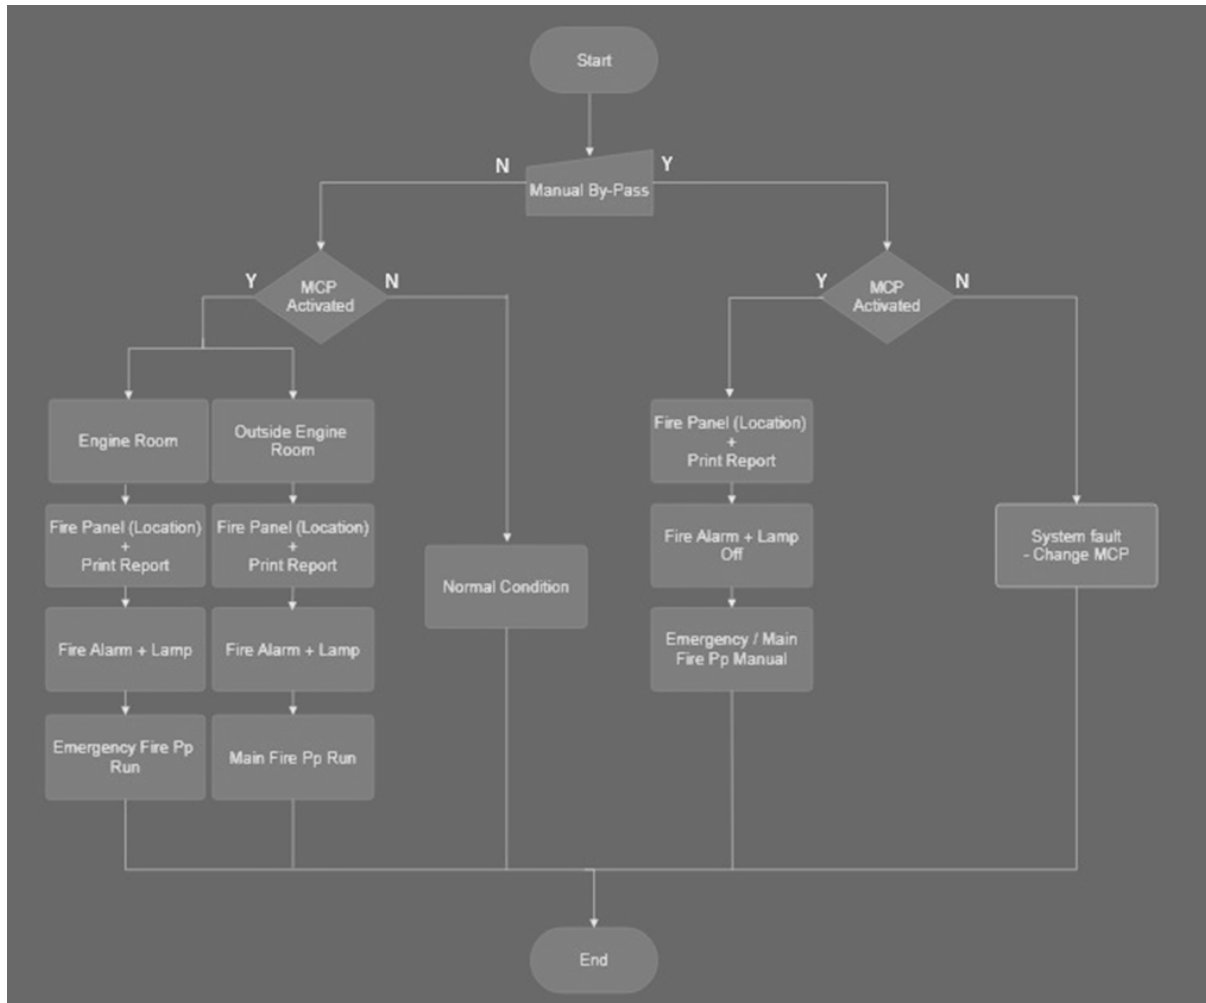 Start
N
Y
Manual By-Pass
Y
MCP
Activated
N
Y
MCP
Activated
N
Engine Room
Outside Engine
Room
Fire Panel (Location)
+
Print Report
Fire Panel (Location)
+
Print Report
Fire Panel (Location)
+
Print Report
Fire Alarm + Lamp
Off
System fault
- Change MCP
Normal Condition
Fire Alarm + Lamp
Fire Alarm + Lamp
Emergency / Main
Fire Pp Manual
Emergency Fire Pp
Run
Main Fire Pp Run
End